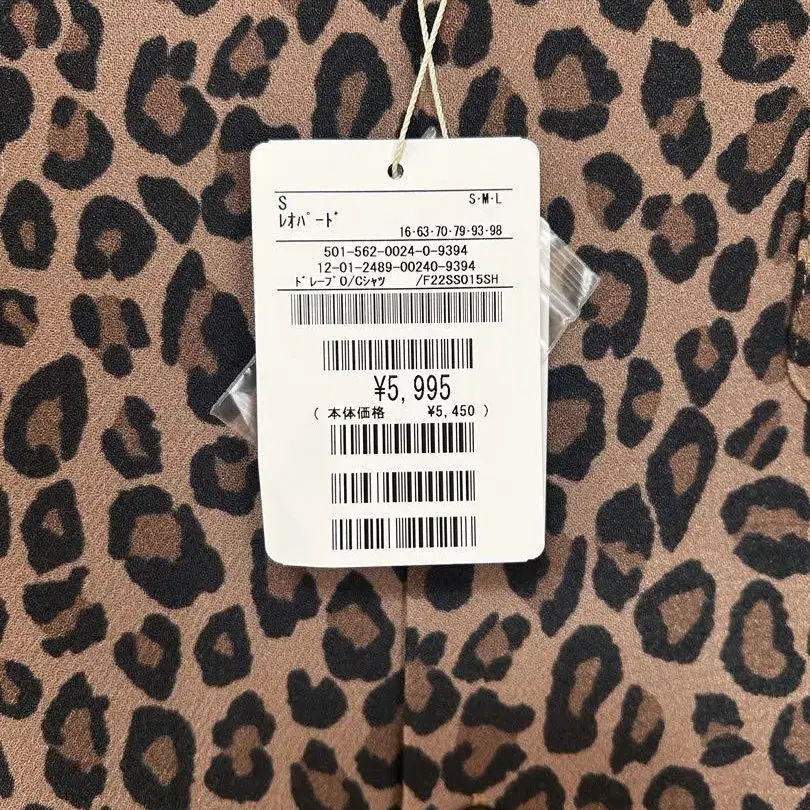 S S・M・L
ﾚｵﾊﾟｰﾄﾞ
16・63・70・79・93・98
501-562-0024-0-9394
12-01-2489-00240-9394
ﾄﾞﾚｰﾌﾟO/Cｼｬﾂ /F22SS015SH
¥5,995
( 本体価格 ¥5,450 )